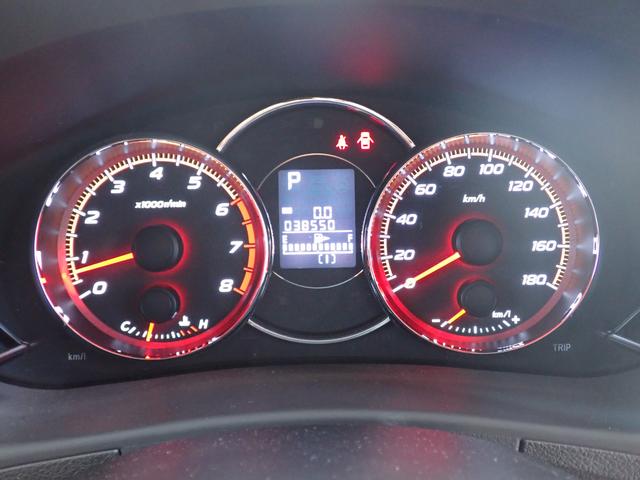 0 1 2 3 4 5 6 7 8
x1000r/min
C H
km/l
P
0.0
038550
E F
(1)
0 20 40 60 80 100 120 140 160 180
km/h
- km/l +
TRIP